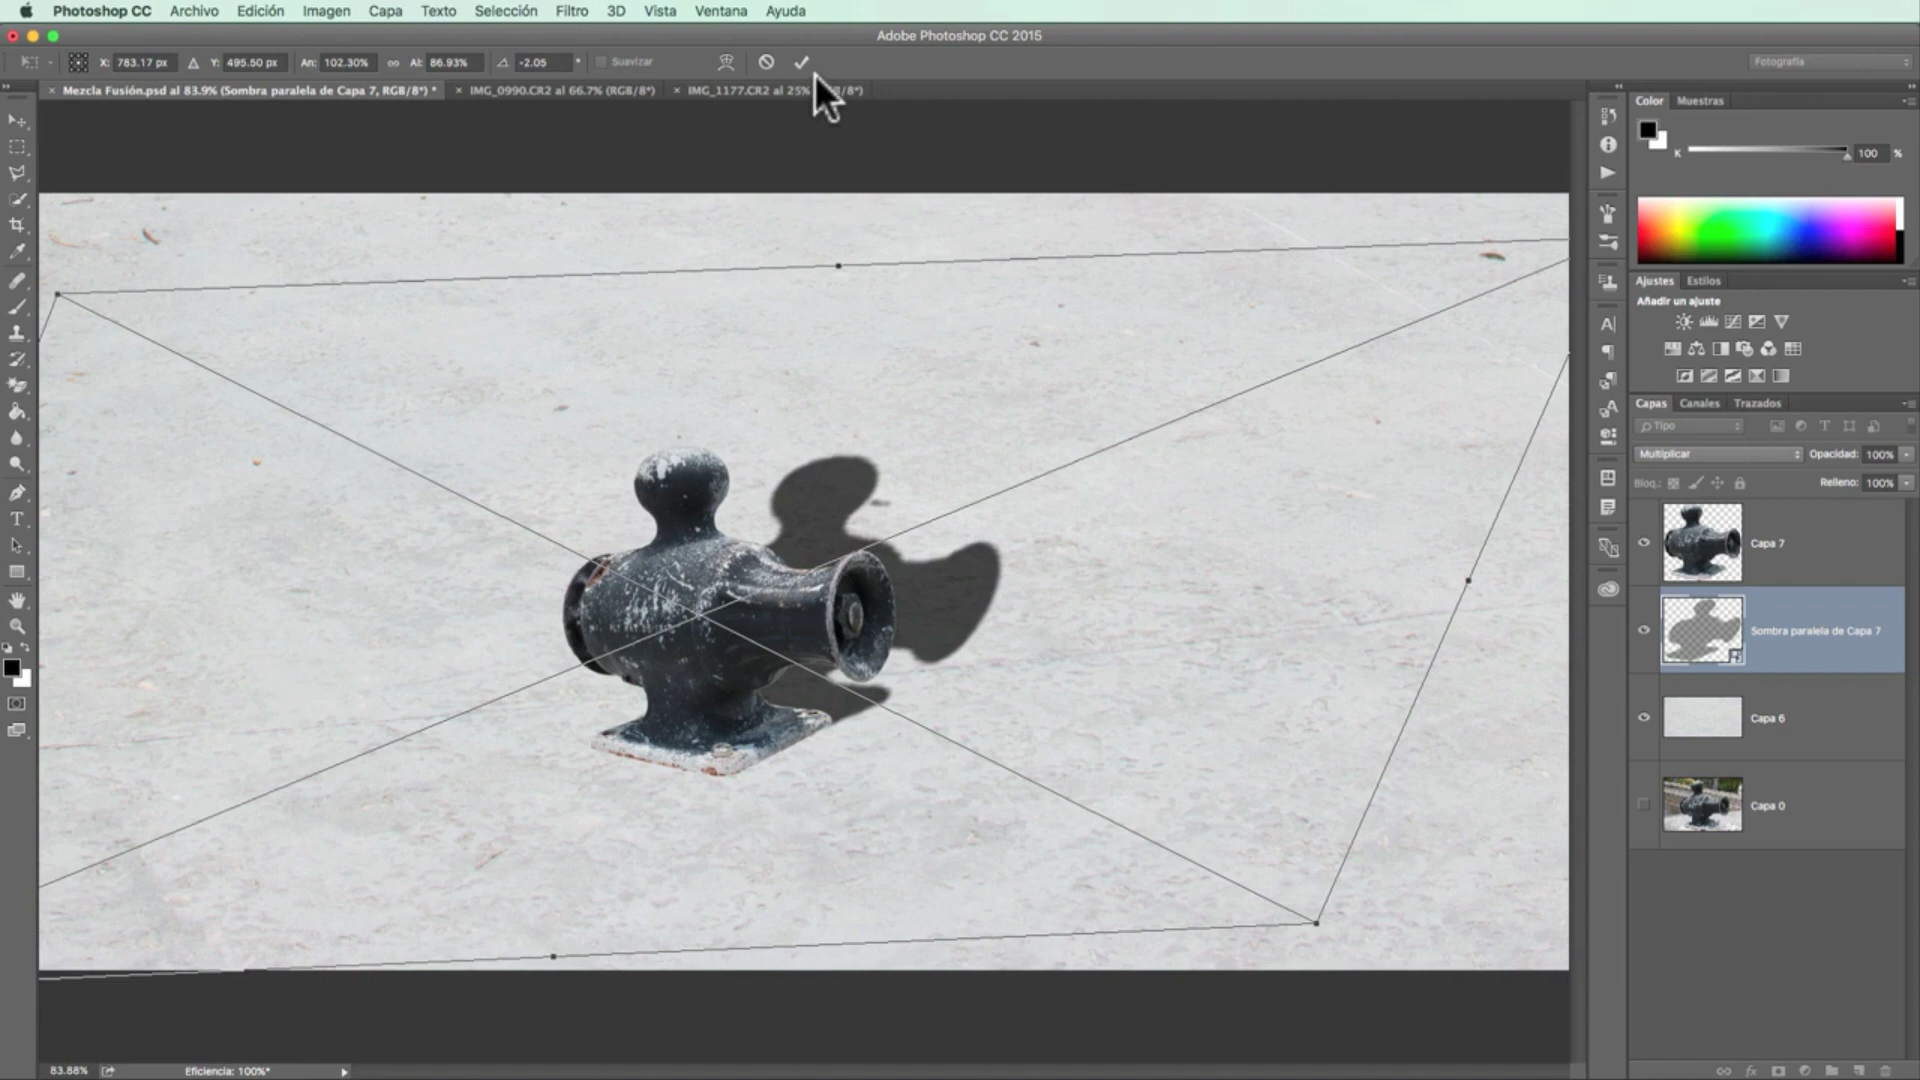 Photoshop CC Archivo Edición Imagen Capa Texto Selección Filtro 3D Vista Ventana Ayuda
Adobe Photoshop CC 2015
X: 783.17 px Y: 495.50 px An: 102.30% Al: 86.93% -2.05 ° Suavizar Fotografía
× Mezcla Fusión.psd al 83.9% (Sombra paralela de Capa 7, RGB/8*) * × IMG_0990.CR2 al 66.7% (RGB/8*) × IMG_1177.CR2 al 25% /8*)
Color Muestras
K 100 %
Ajustes Estilos
Añadir un ajuste
Capas Canales Trazados
Tipo
Multiplicar Opacidad: 100%
Bloq.: Relleno: 100%
Capa 7
Sombra paralela de Capa 7
Capa 6
Capa 0
83.88% Eficiencia: 100%*